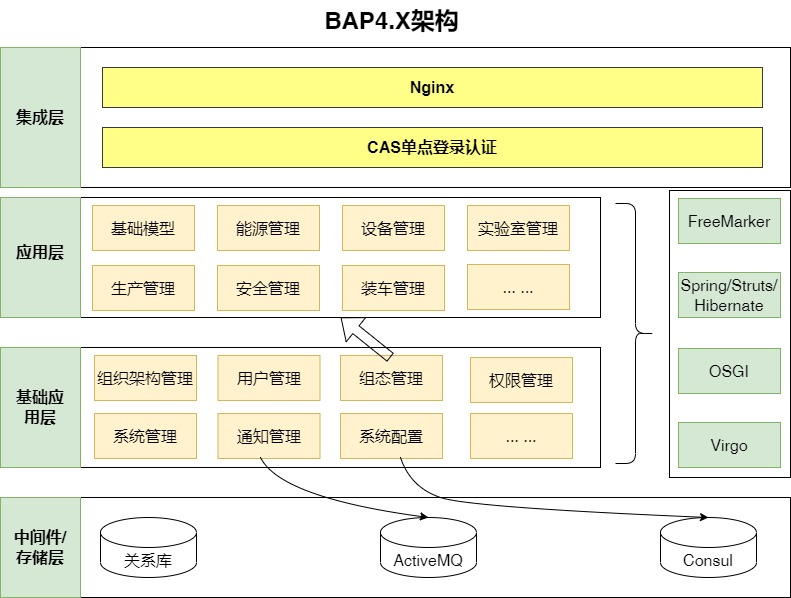 BAP4.X架构
集成层
Nginx
CAS单点登录认证
应用层
基础模型
能源管理
设备管理
实验室管理
生产管理
安全管理
装车管理
... ...
基础应
用层
组织架构管理
用户管理
组态管理
权限管理
系统管理
通知管理
系统配置
... ...
FreeMarker
Spring/Struts/
Hibernate
OSGI
Virgo
中间件/
存储层
关系库
ActiveMQ
Consul